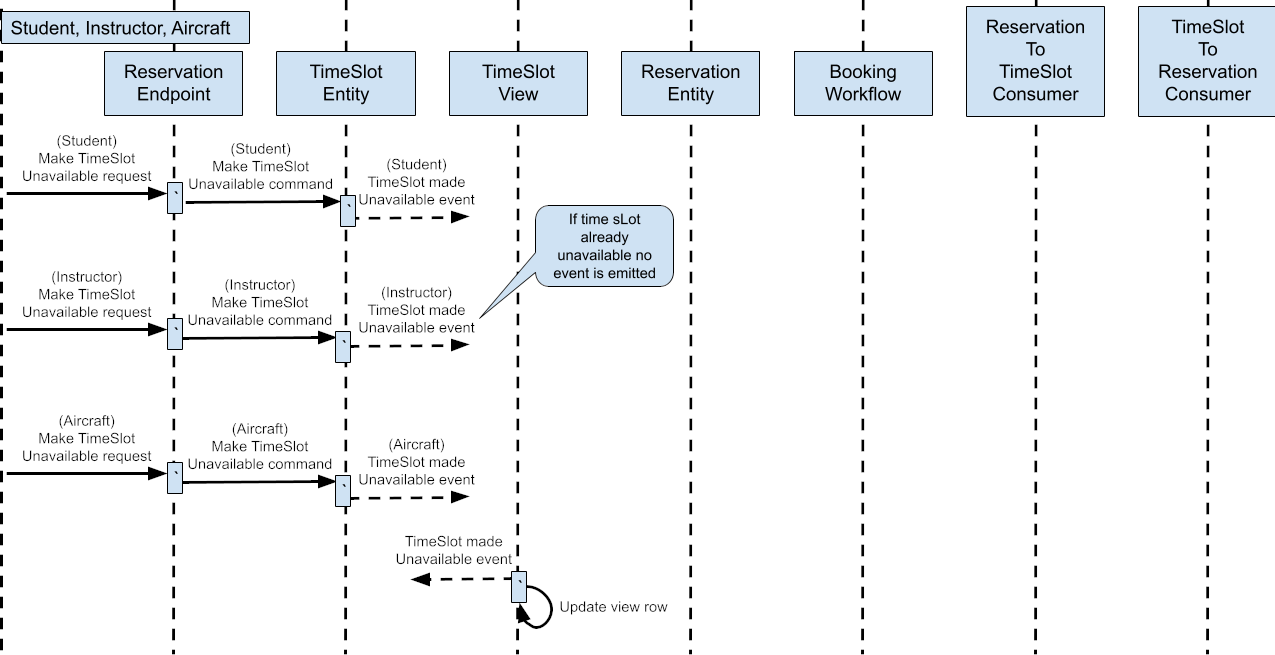 Student, Instructor, Aircraft
Reservation
Endpoint
TimeSlot
Entity
TimeSlot
View
Reservation
Entity
Booking
Workflow
Reservation
To
TimeSlot
Consumer
TimeSlot
To
Reservation
Consumer
(Student)
Make TimeSlot
Unavailable request
(Student)
Make TimeSlot
Unavailable command
(Student)
TimeSlot made
Unavailable event
If time sLot
already
unavailable no
event is emitted
(Instructor)
Make TimeSlot
Unavailable request
(Instructor)
Make TimeSlot
Unavailable command
(Instructor)
TimeSlot made
Unavailable event
(Aircraft)
Make TimeSlot
Unavailable request
(Aircraft)
Make TimeSlot
Unavailable command
(Aircraft)
TimeSlot made
Unavailable event
TimeSlot made
Unavailable event
Update view row